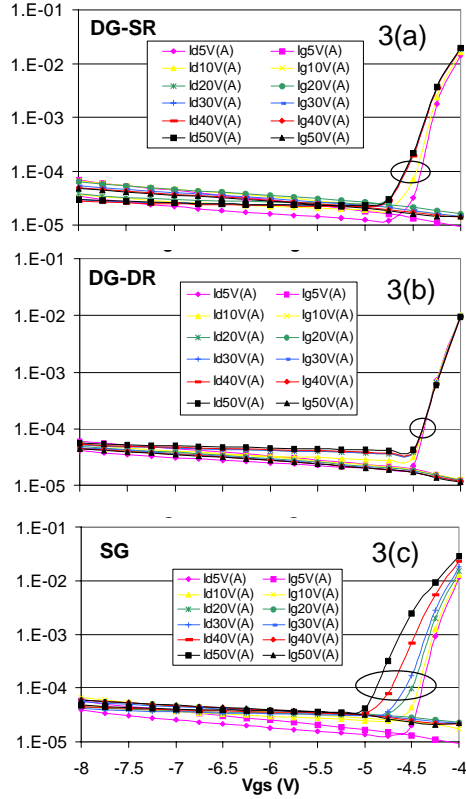 1.E-01
DG-SR
3(a)
Id5V(A) Ig5V(A)
Id10V(A) Ig10V(A)
Id20V(A) Ig20V(A)
Id30V(A) Ig30V(A)
Id40V(A) Ig40V(A)
Id50V(A) Ig50V(A)
1.E-02
1.E-03
1.E-04
1.E-05
1.E-01
DG-DR
3(b)
Id5V(A) Ig5V(A)
Id10V(A) Ig10V(A)
Id20V(A) Ig20V(A)
Id30V(A) Ig30V(A)
Id40V(A) Ig40V(A)
Id50V(A) Ig50V(A)
1.E-02
1.E-03
1.E-04
1.E-05
1.E-01
SG
3(c)
Id5V(A) Ig5V(A)
Id10V(A) Ig10V(A)
Id20V(A) Ig20V(A)
Id30V(A) Ig30V(A)
Id40V(A) Ig40V(A)
Id50V(A) Ig50V(A)
1.E-02
1.E-03
1.E-04
1.E-05
-8 -7.5 -7 -6.5 -6 -5.5 -5 -4.5 -4
Vgs (V)